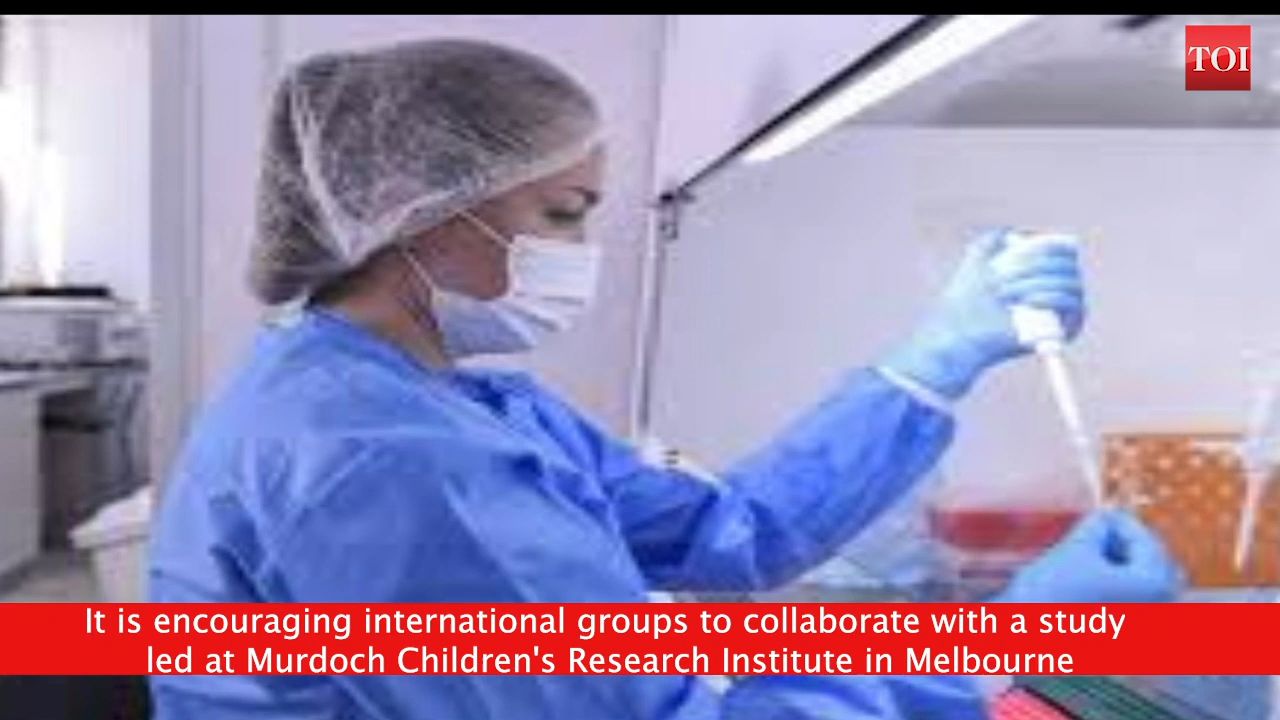 TOI
It is encouraging international groups to collaborate with a study
led at Murdoch Children's Research Institute in Melbourne